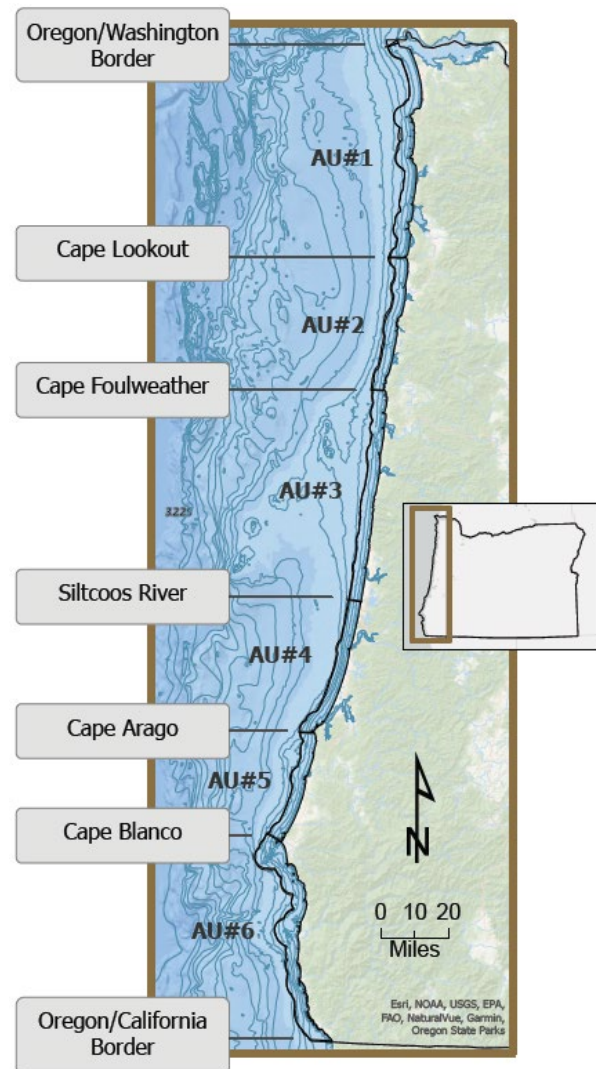 Oregon/Washington
Border
AU#1
Cape Lookout
AU#2
Cape Foulweather
AU#3
3225
Siltcoos River
AU#4
Cape Arago
AU#5
Cape Blanco
N
0 10 20
Miles
AU#6
Esri, NOAA, USGS, EPA,
FAO, NaturalVue, Garmin,
Oregon State Parks
Oregon/California
Border